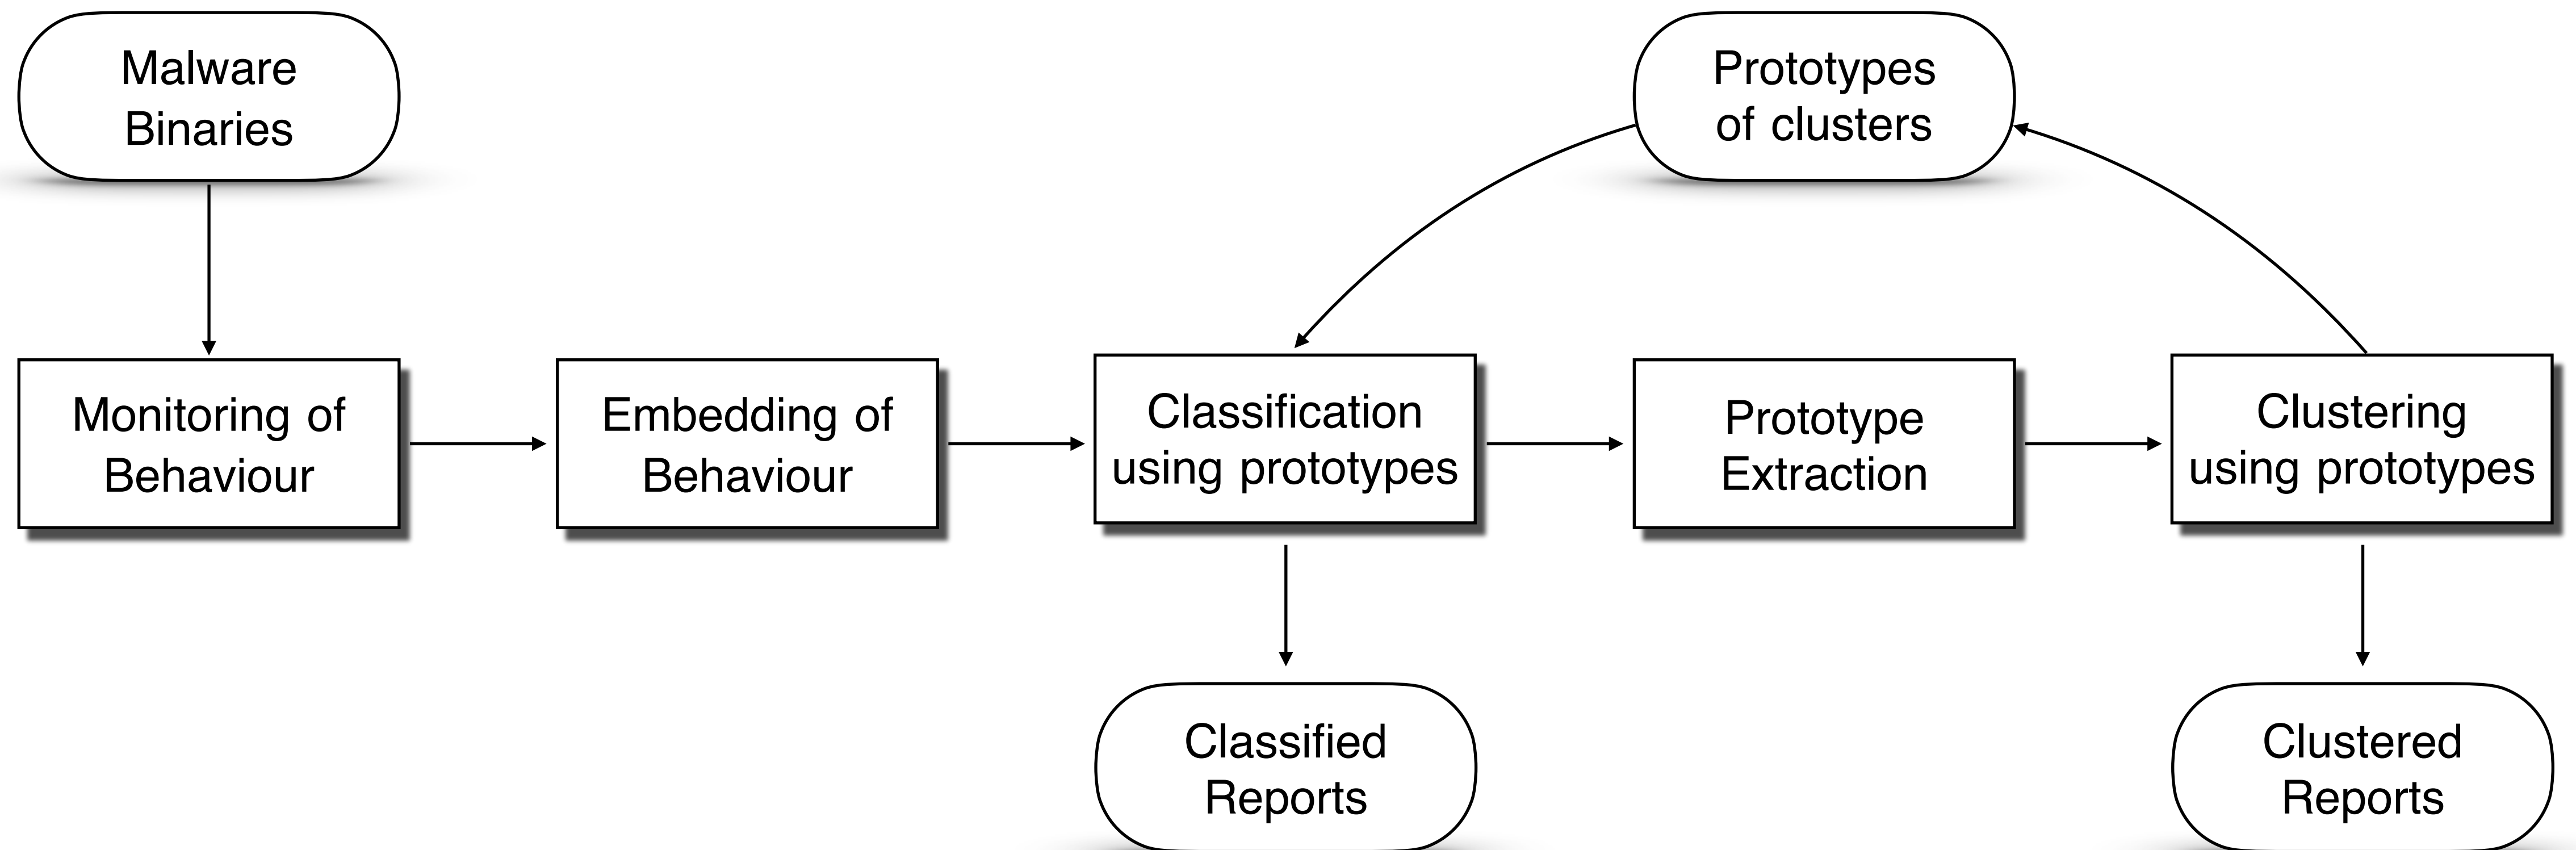 Malware
Binaries
Prototypes
of clusters
Monitoring of
Behaviour
Embedding of
Behaviour
Classification
using prototypes
Prototype
Extraction
Clustering
using prototypes
Classified
Reports
Clustered
Reports